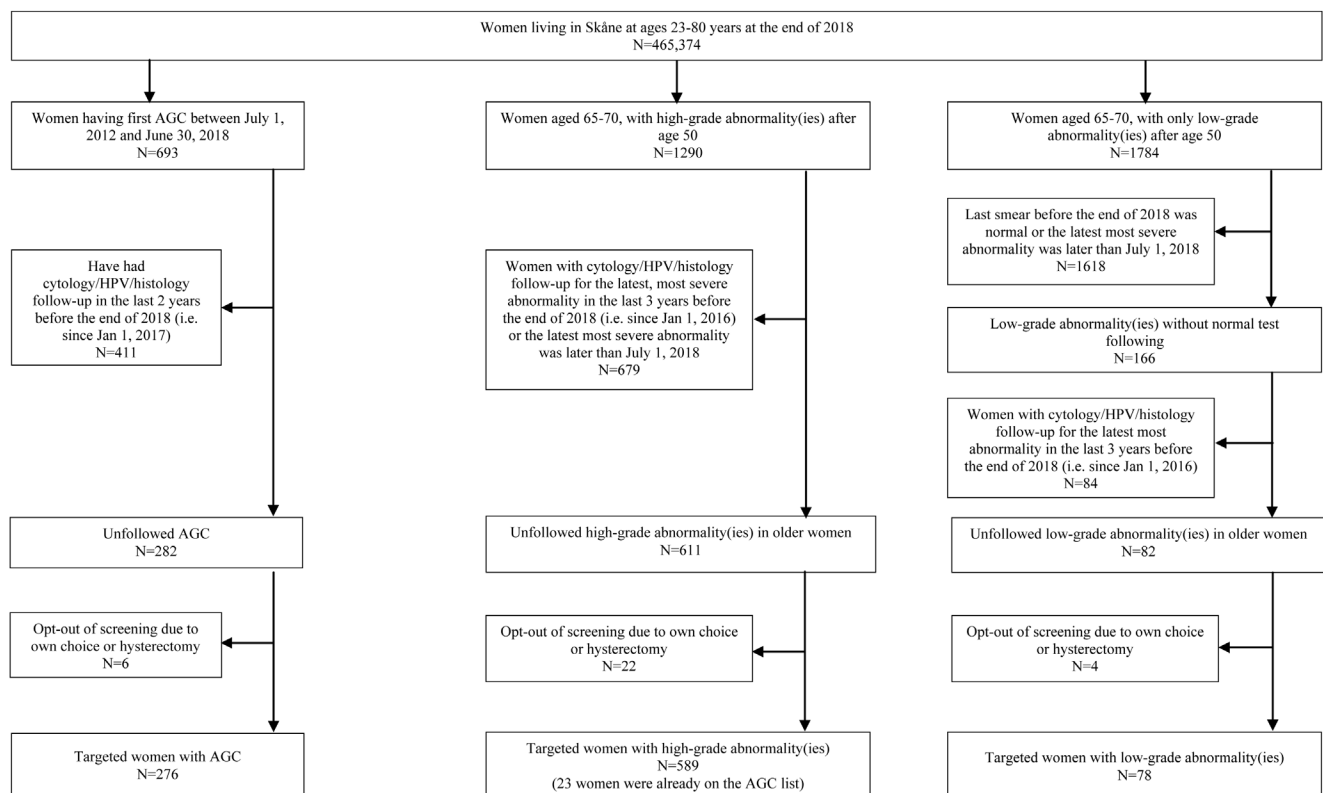 Women living in Skåne at ages 23-80 years at the end of 2018
N=465,374
Women having first AGC between July 1,
2012 and June 30, 2018
N=693
Have had
cytology/HPV/histology
follow-up in the last 2 years
before the end of 2018 (i.e.
since Jan 1, 2017)
N=411
Unfollowed AGC
N=282
Opt-out of screening due to
own choice or hysterectomy
N=6
Targeted women with AGC
N=276
Women aged 65-70, with high-grade abnormality(ies) after
age 50
N=1290
Women with cytology/HPV/histology
follow-up for the latest, most severe
abnormality in the last 3 years before
the end of 2018 (i.e. since Jan 1, 2016)
or the latest most severe abnormality
was later than July 1, 2018
N=679
Unfollowed high-grade abnormality(ies) in older women
N=611
Opt-out of screening due to own choice
or hysterectomy
N=22
Targeted women with high-grade abnormality(ies)
N=589
(23 women were already on the AGC list)
Women aged 65-70, with only low-grade
abnormality(ies) after age 50
N=1784
Last smear before the end of 2018 was
normal or the latest most severe
abnormality was later than July 1, 2018
N=1618
Low-grade abnormality(ies) without normal test
following
N=166
Women with cytology/HPV/histology
follow-up for the latest most
abnormality in the last 3 years before
the end of 2018 (i.e. since Jan 1, 2016)
N=84
Unfollowed low-grade abnormality(ies) in older women
N=82
Opt-out of screening due to own choice
or hysterectomy
N=4
Targeted women with low-grade abnormality(ies)
N=78